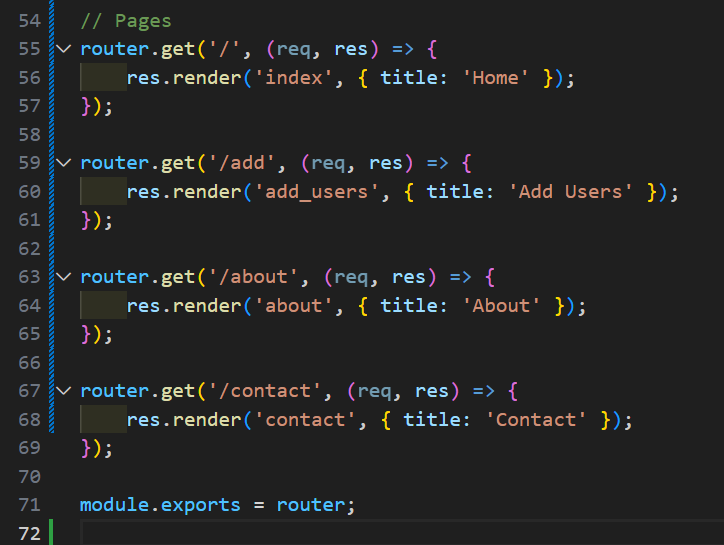 54 // Pages
55 router.get('/', (req, res) => {
56     res.render('index', { title: 'Home' });
57 });
58
59 router.get('/add', (req, res) => {
60     res.render('add_users', { title: 'Add Users' });
61 });
62
63 router.get('/about', (req, res) => {
64     res.render('about', { title: 'About' });
65 });
66
67 router.get('/contact', (req, res) => {
68     res.render('contact', { title: 'Contact' });
69 });
70
71 module.exports = router;
72